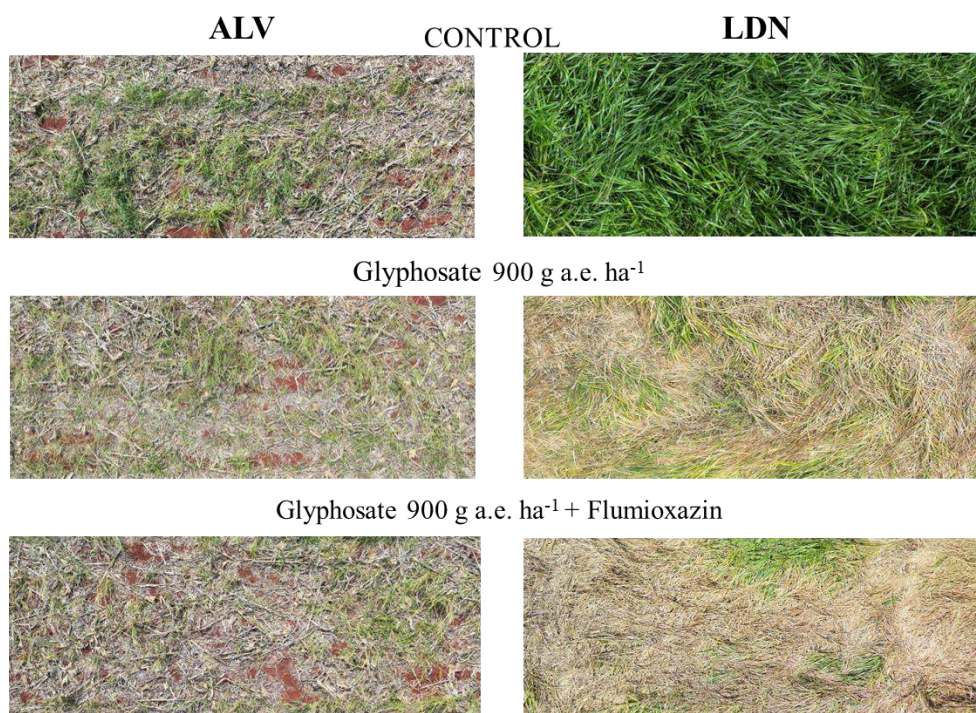 ALV CONTROL LDN
Glyphosate 900 g a.e. ha⁻¹
Glyphosate 900 g a.e. ha⁻¹ + Flumioxazin